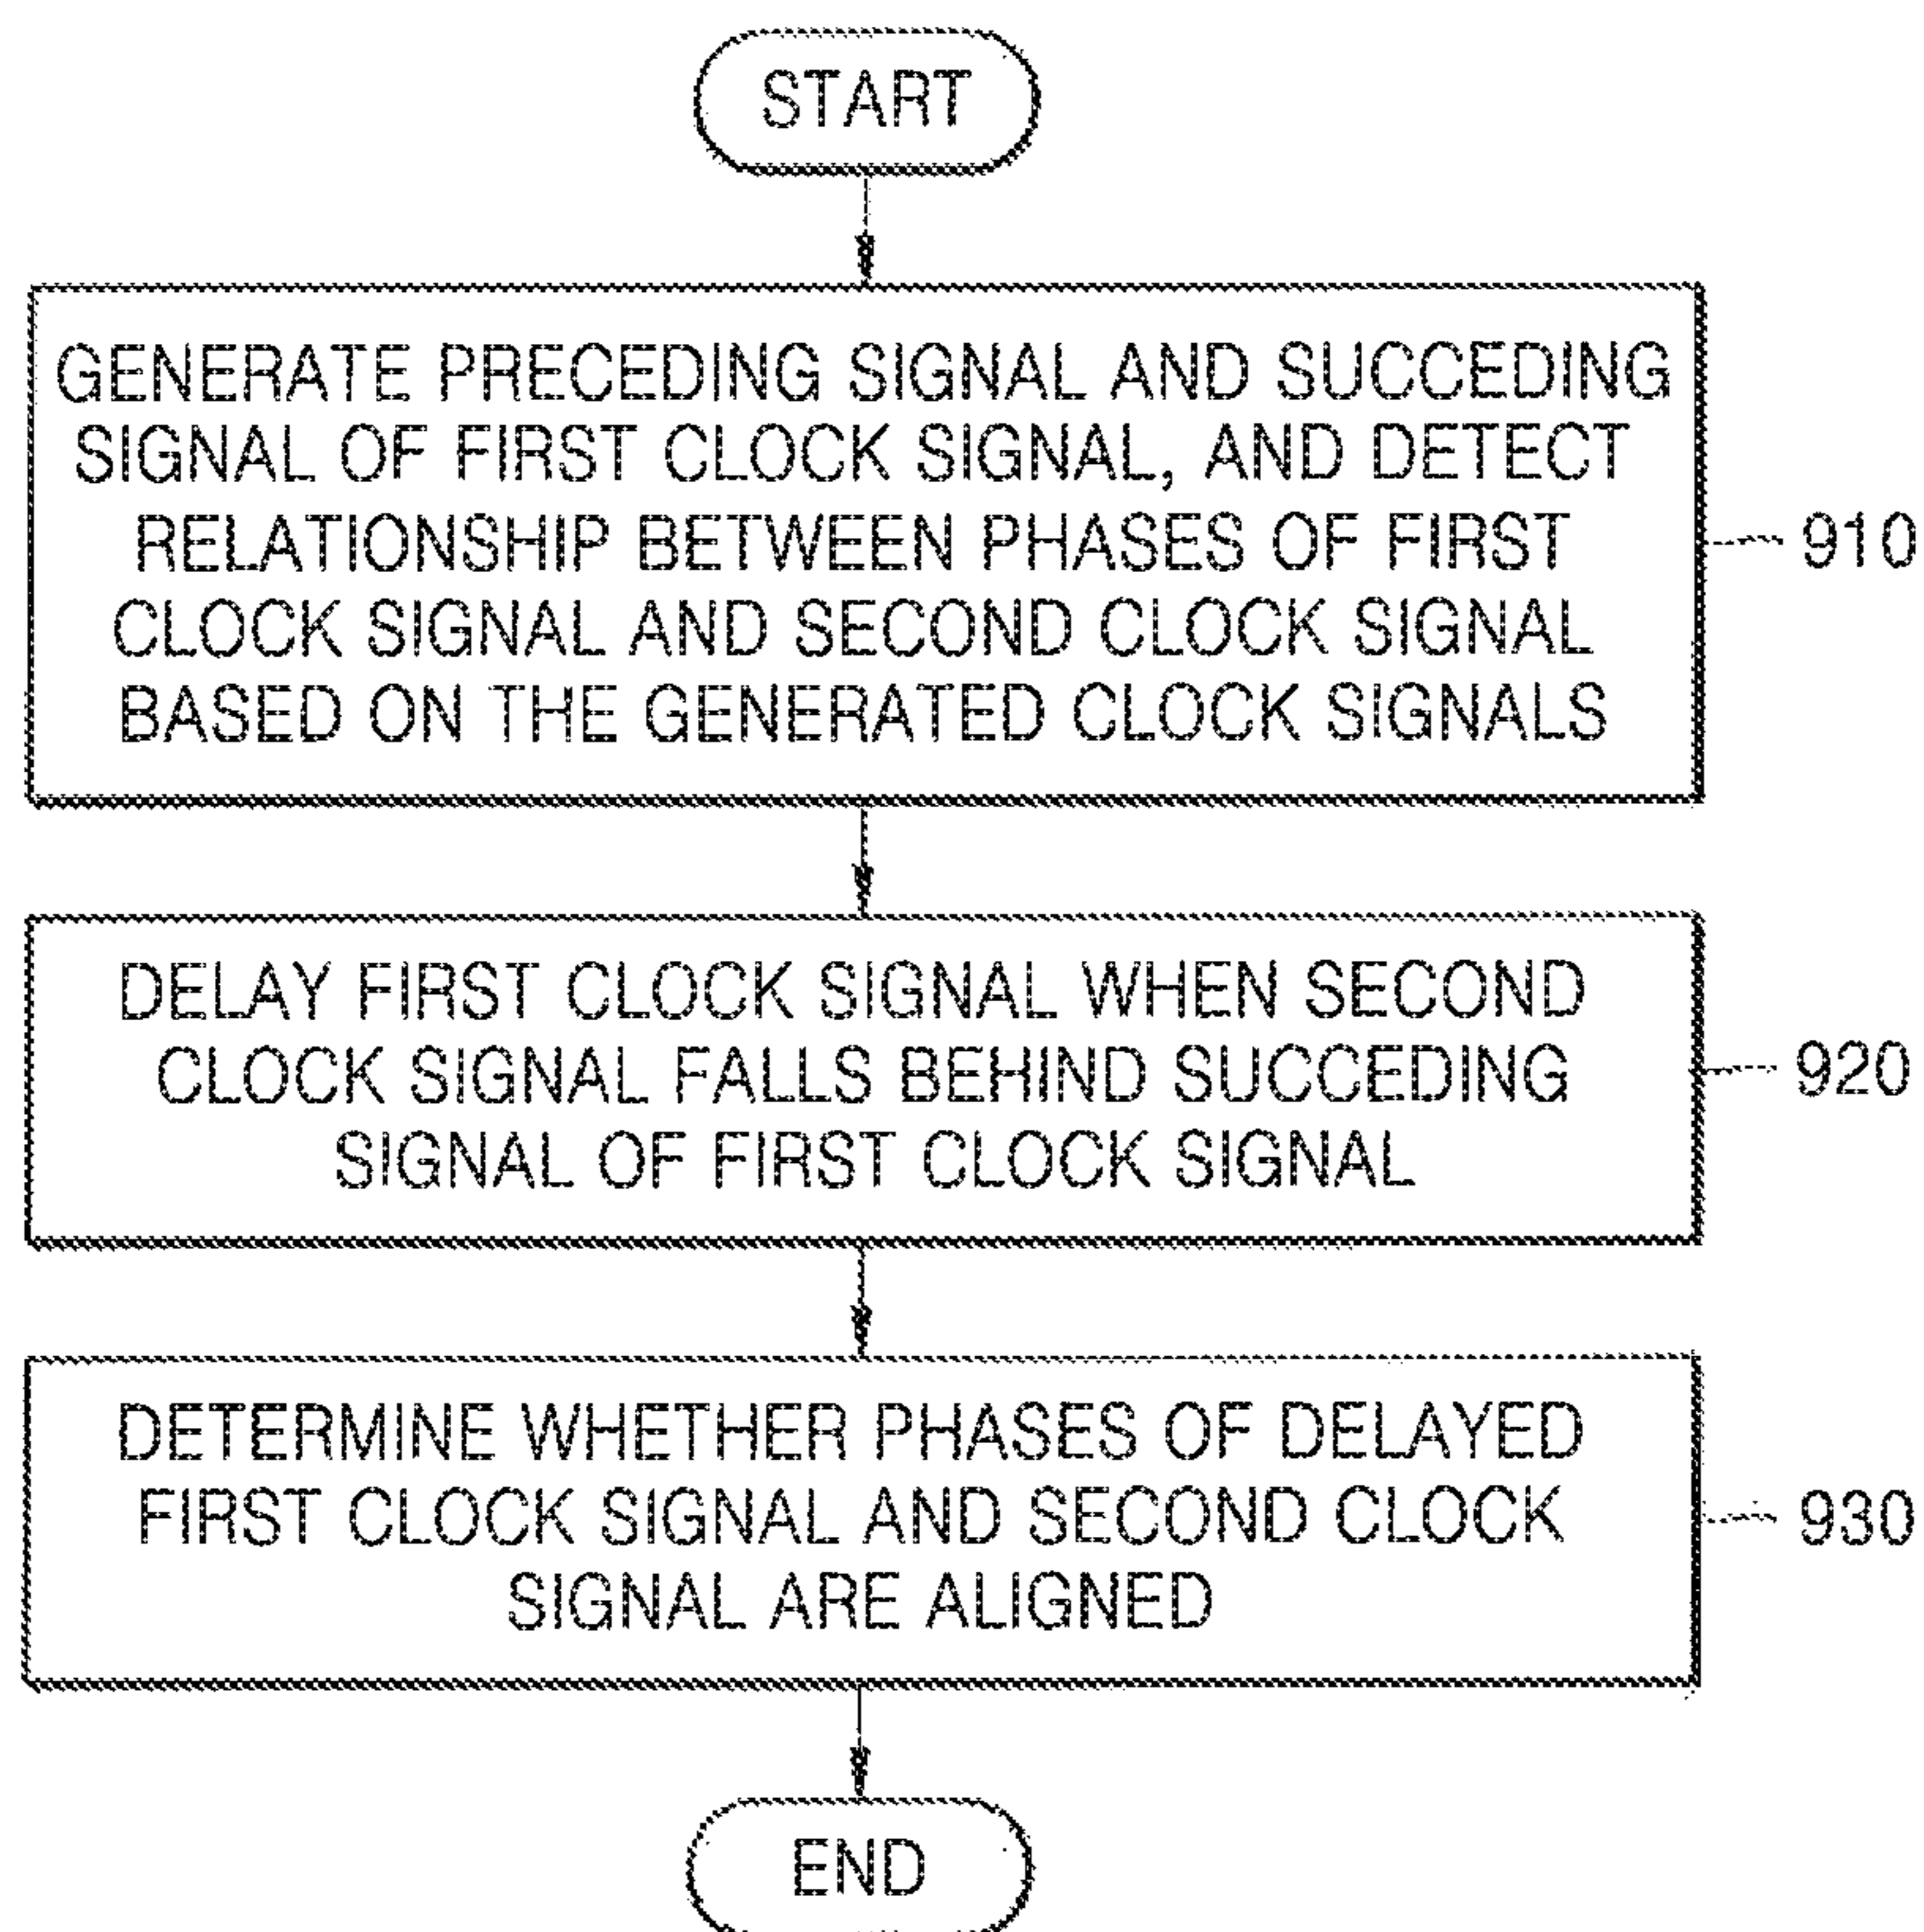 START
GENERATE PRECEDING SIGNAL AND SUCCEDING
SIGNAL OF FIRST CLOCK SIGNAL, AND DETECT
RELATIONSHIP BETWEEN PHASES OF FIRST
CLOCK SIGNAL AND SECOND CLOCK SIGNAL
BASED ON THE GENERATED CLOCK SIGNALS
910
DELAY FIRST CLOCK SIGNAL WHEN SECOND
CLOCK SIGNAL FALLS BEHIND SUCCEDING
SIGNAL OF FIRST CLOCK SIGNAL
920
DETERMINE WHETHER PHASES OF DELAYED
FIRST CLOCK SIGNAL AND SECOND CLOCK
SIGNAL ARE ALIGNED
930
END